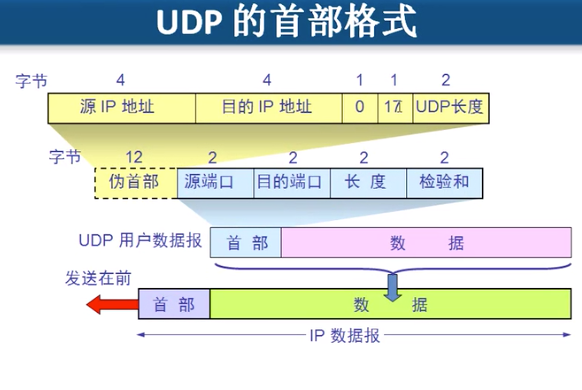 UDP 的首部格式
字节 4 4 1 1 2
源 IP 地址 目的 IP 地址 0 17 UDP长度
字节 12 2 2 2 2
伪首部 源端口 目的端口 长 度 检验和
UDP 用户数据报 首 部 数 据
发送在前
首 部 数 据
IP 数据报